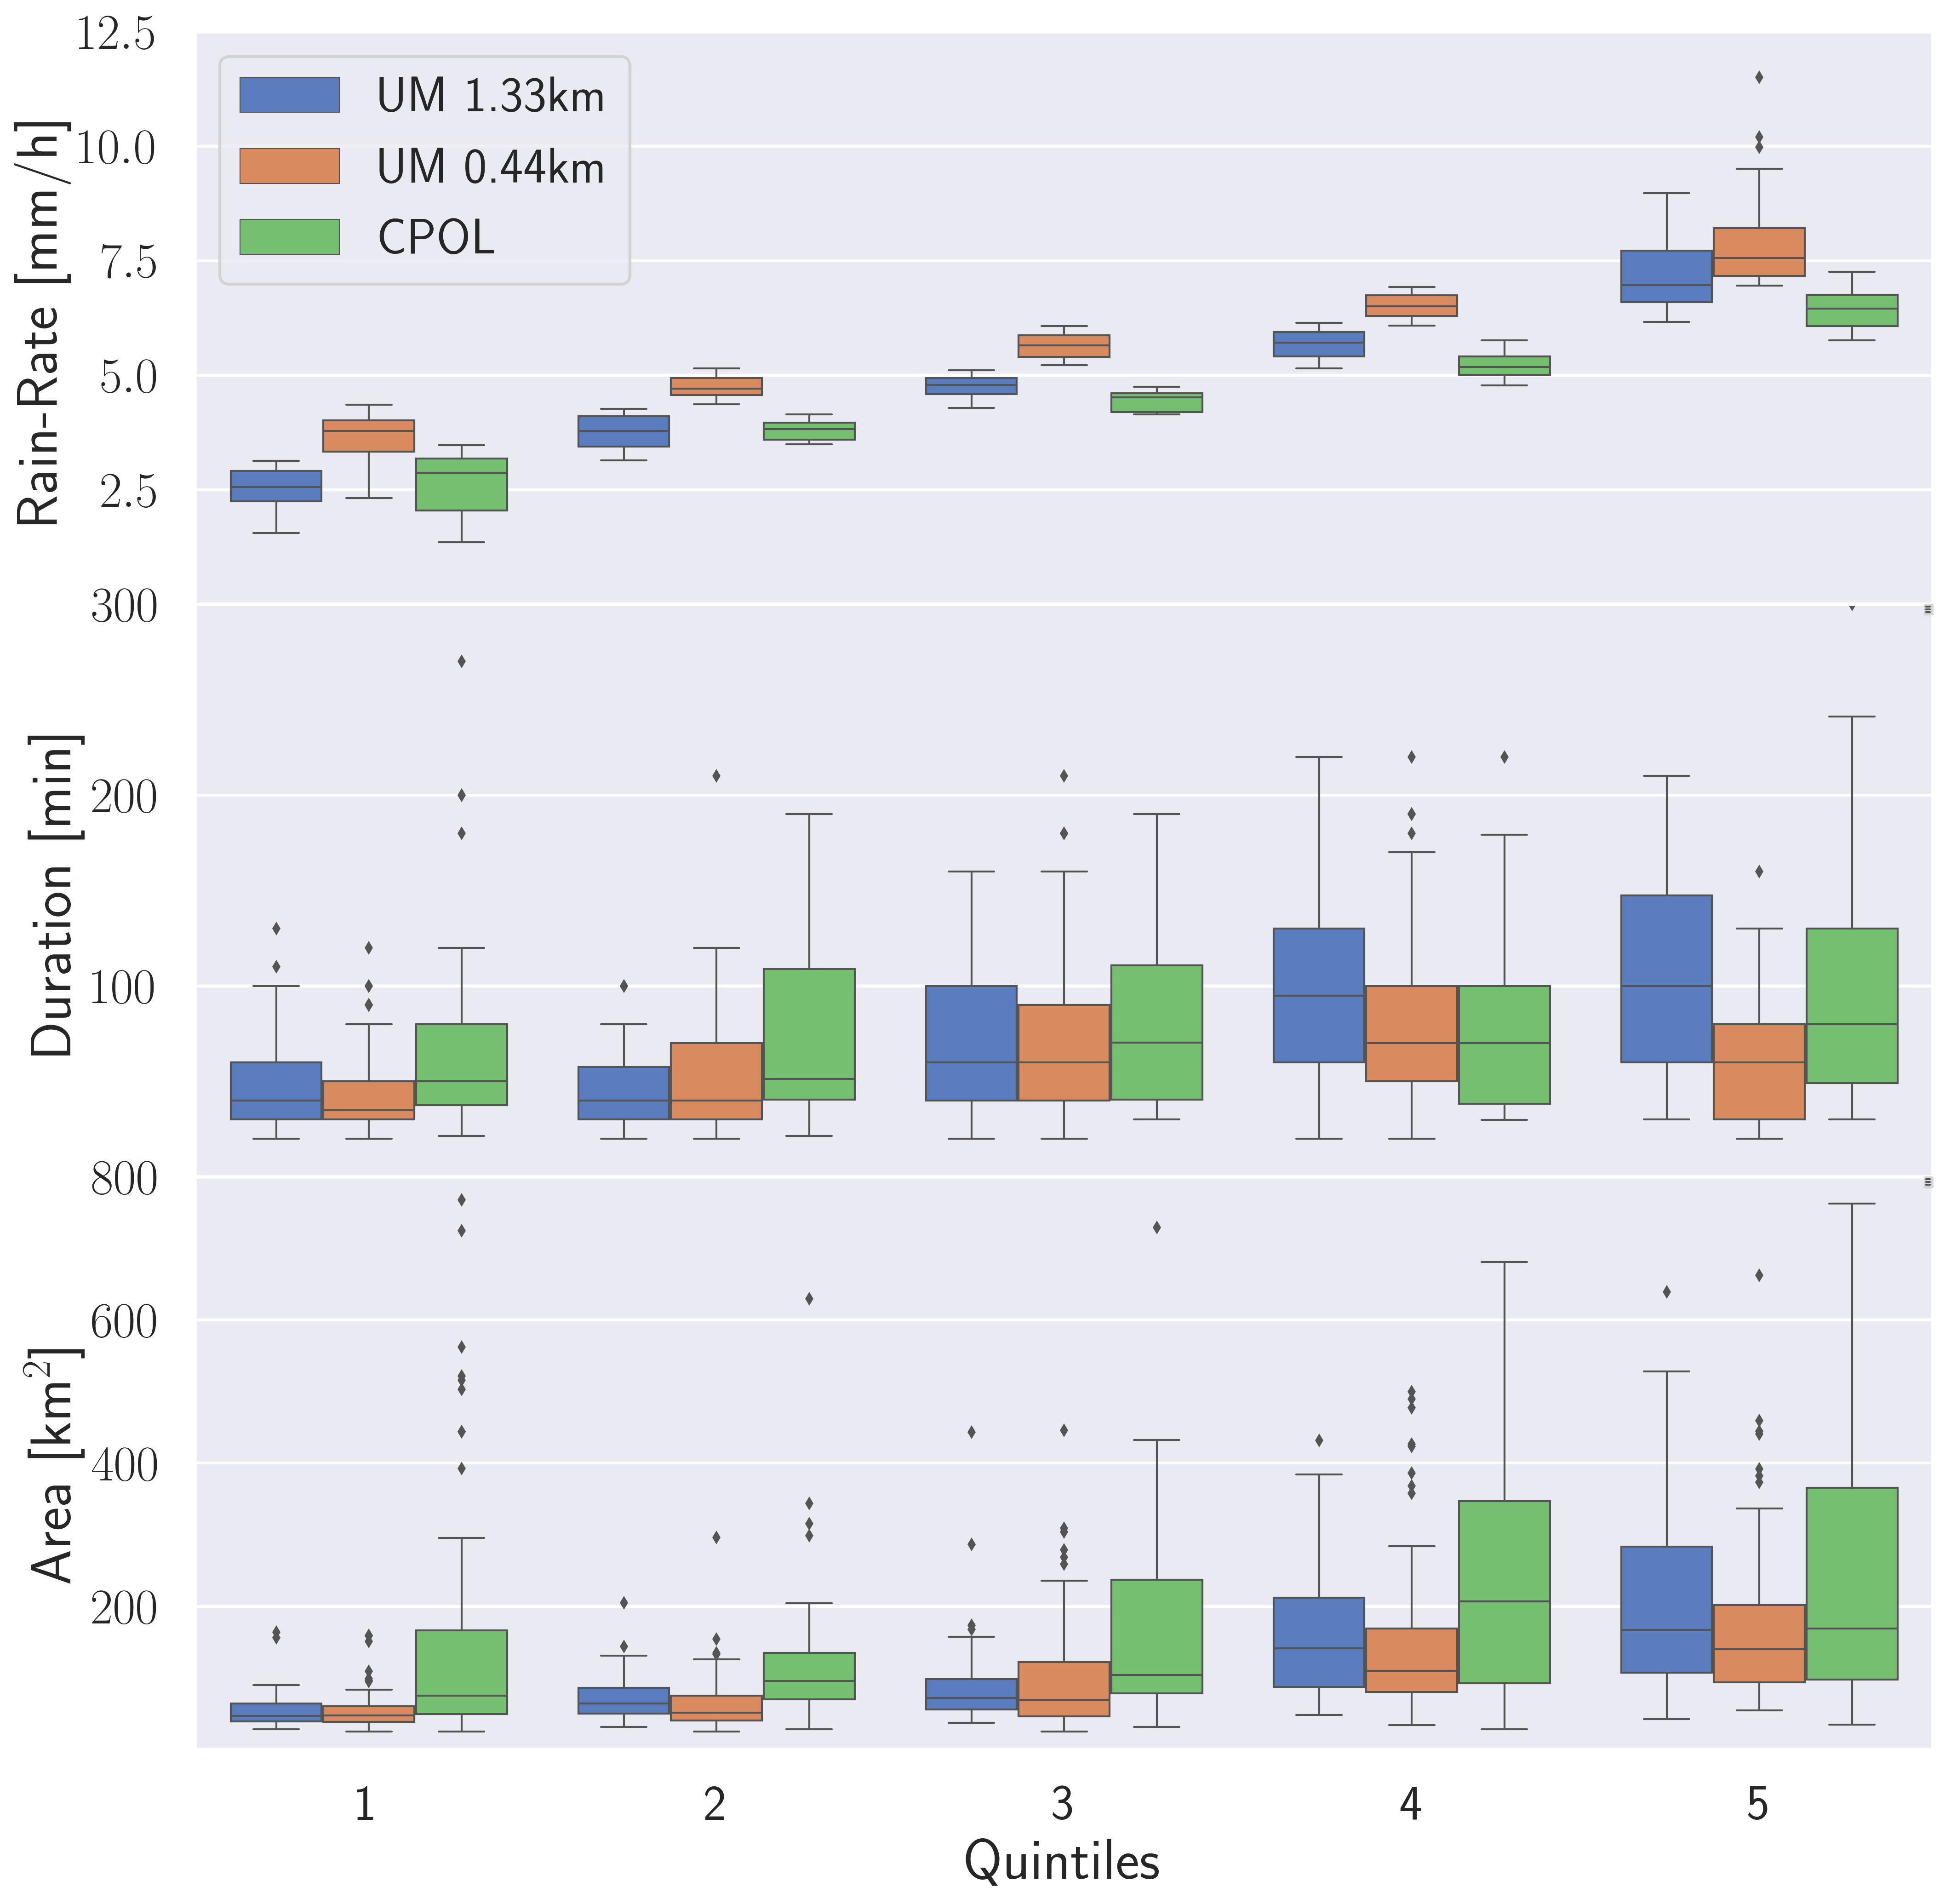 12.5
10.0
7.5
5.0
2.5
Rain-Rate [mm/h]
UM 1.33km
UM 0.44km
CPOL
300
200
100
Duration [min]
800
600
400
200
Area [km²]
1 2 3 4 5
Quintiles